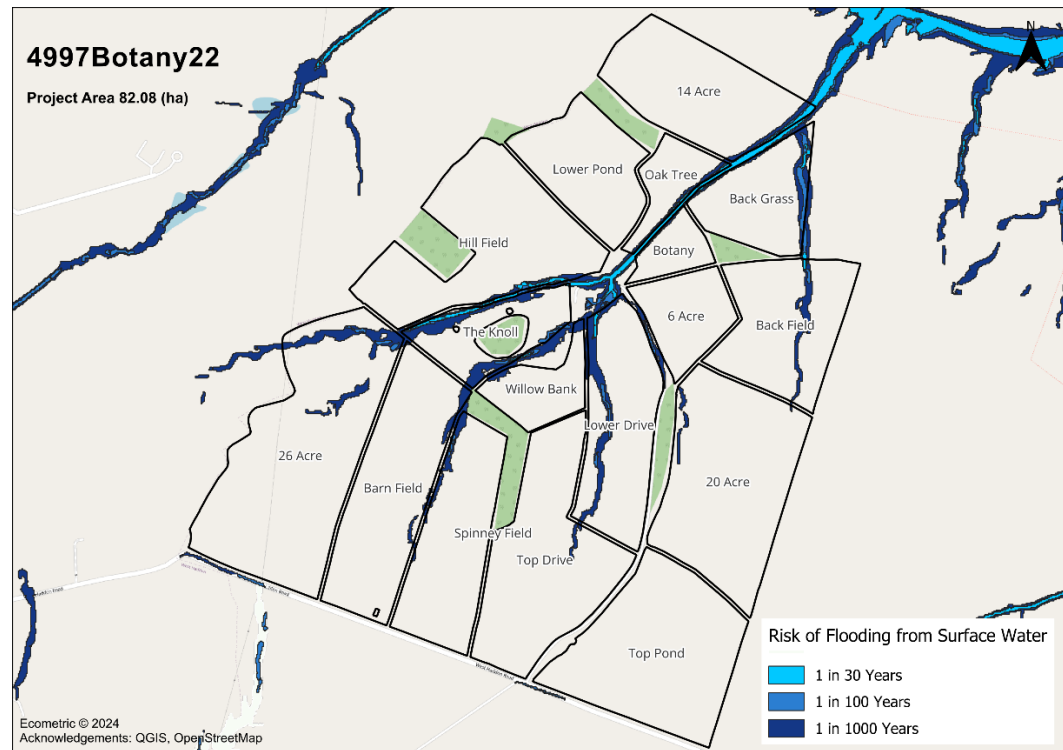 4997Botany22
Project Area 82.08 (ha)
N
14 Acre
Lower Pond
Oak Tree
Back Grass
Hill Field
Botany
6 Acre
Back Field
The Knoll
Willow Bank
Lower Drive
26 Acre
20 Acre
Barn Field
Spinney Field
Top Drive
Top Pond
Risk of Flooding from Surface Water
1 in 30 Years
1 in 100 Years
1 in 1000 Years
Ecometric © 2024
Acknowledgements: QGIS, OpenStreetMap